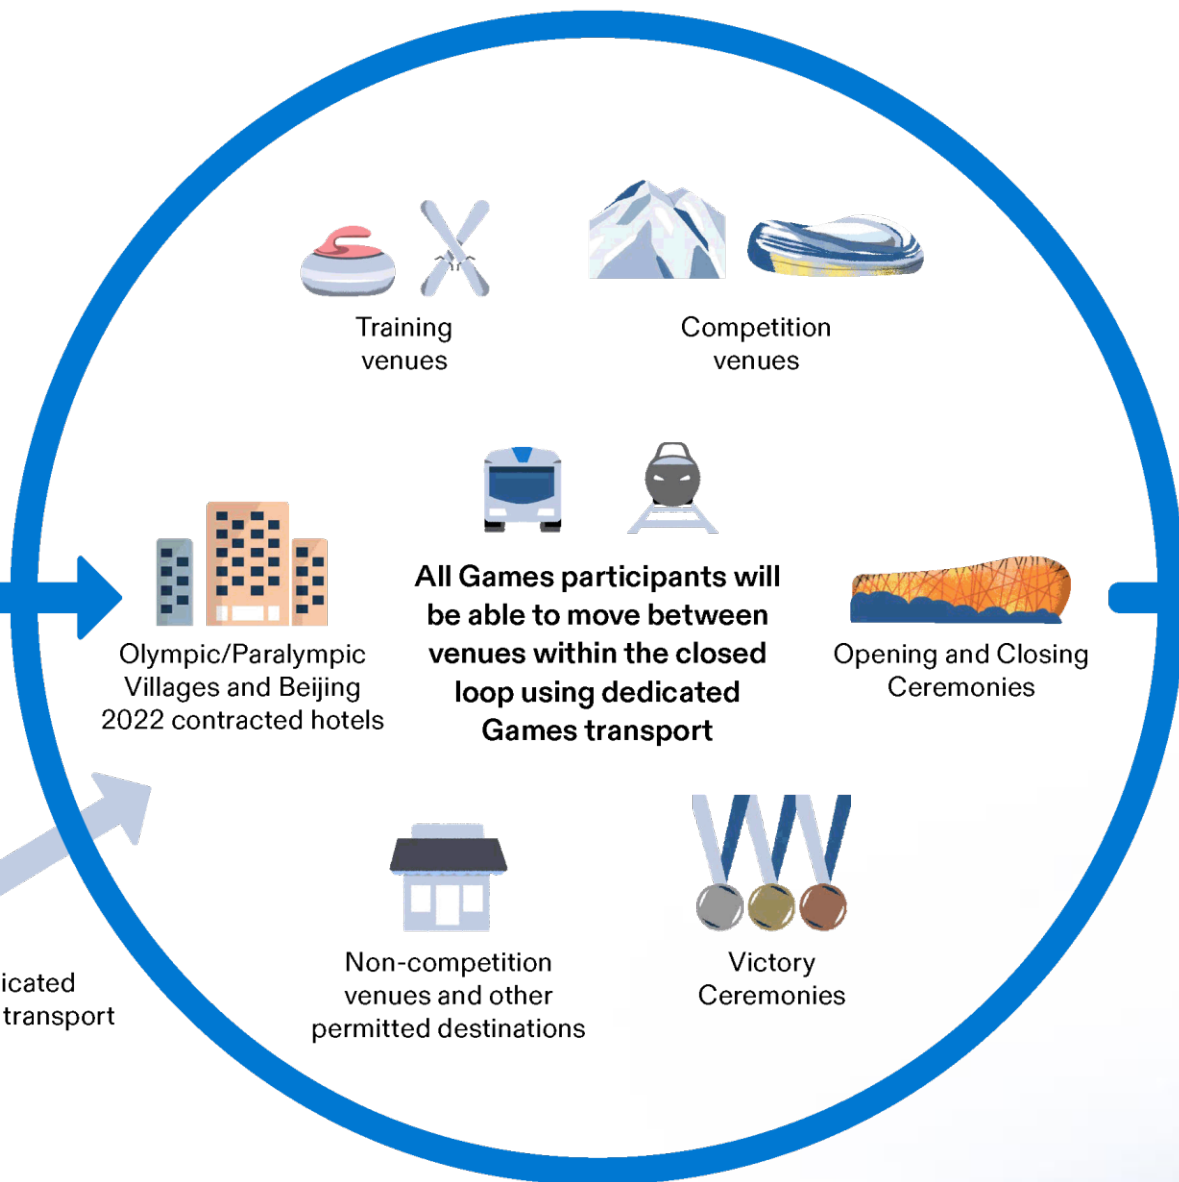 Training
venues
Competition
venues
All Games participants will
be able to move between
venues within the closed
loop using dedicated
Games transport
Olympic/Paralympic
Villages and Beijing
2022 contracted hotels
Opening and Closing
Ceremonies
Non-competition
venues and other
permitted destinations
Victory
Ceremonies
icated
transport